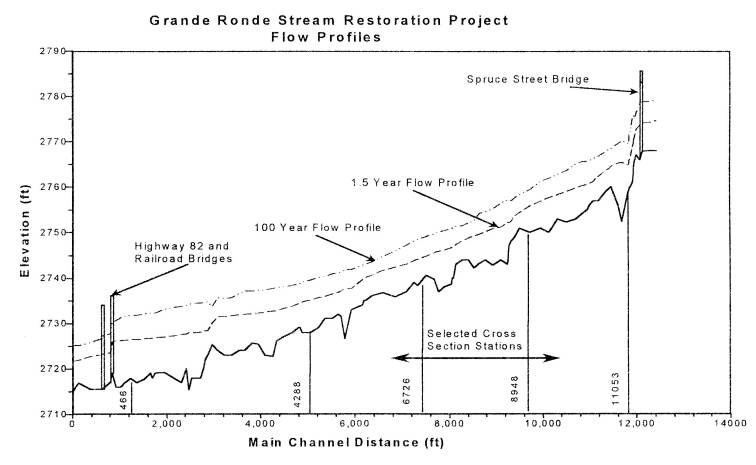 Grande Ronde Stream Restoration Project
Flow Profiles
Elevation (ft)
2790
2780
2770
2760
2750
2740
2730
2720
2710
Spruce Street Bridge
1.5 Year Flow Profile
100 Year Flow Profile
Highway 82 and
Railroad Bridges
Selected Cross
Section Stations
466
4288
6726
8948
11053
0
2,000
4,000
6,000
8,000
10,000
12,000
14000
Main Channel Distance (ft)